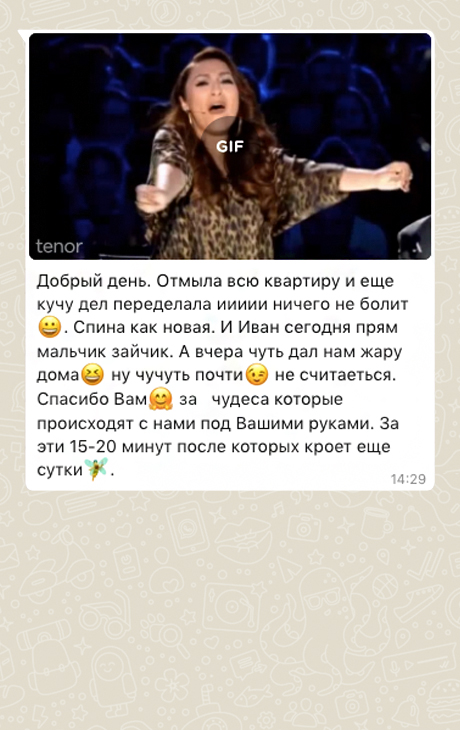 GIF
tenor
Добрый день. Отмыла всю квартиру и еще
кучу дел переделала иииии ничего не болит
😀. Спина как новая. И Иван сегодня прям
мальчик зайчик. А вчера чуть дал нам жару
дома😆 ну чучуть почти😉 не считаеться.
Спасибо Вам🤗 за чудеса которые
происходят с нами под Вашими руками. За
эти 15-20 минут после которых кроет еще
сутки🧚.
14:29